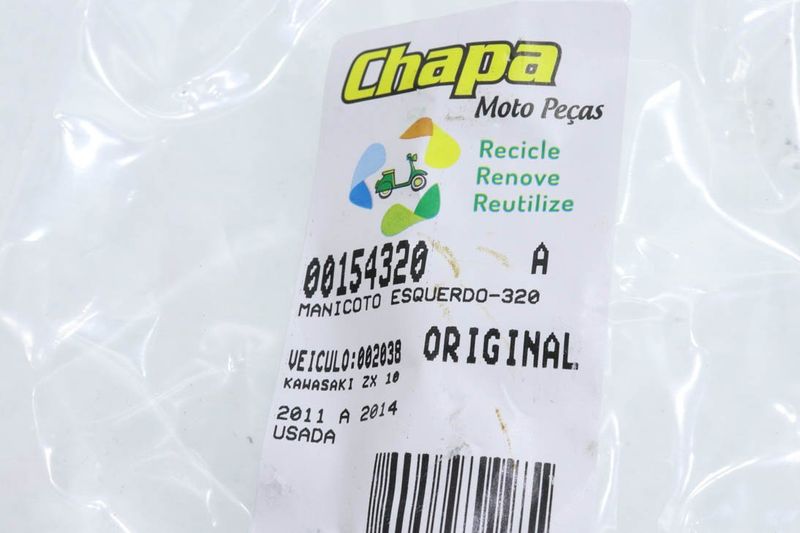 Chapa
Moto Peças
Recicle
Renove
Reutilize
00154320 A
MANICOTO ESQUERDO-320
VEICULO:002038 ORIGINAL
KAWASAKI ZX 10
2011 A 2014
USADA